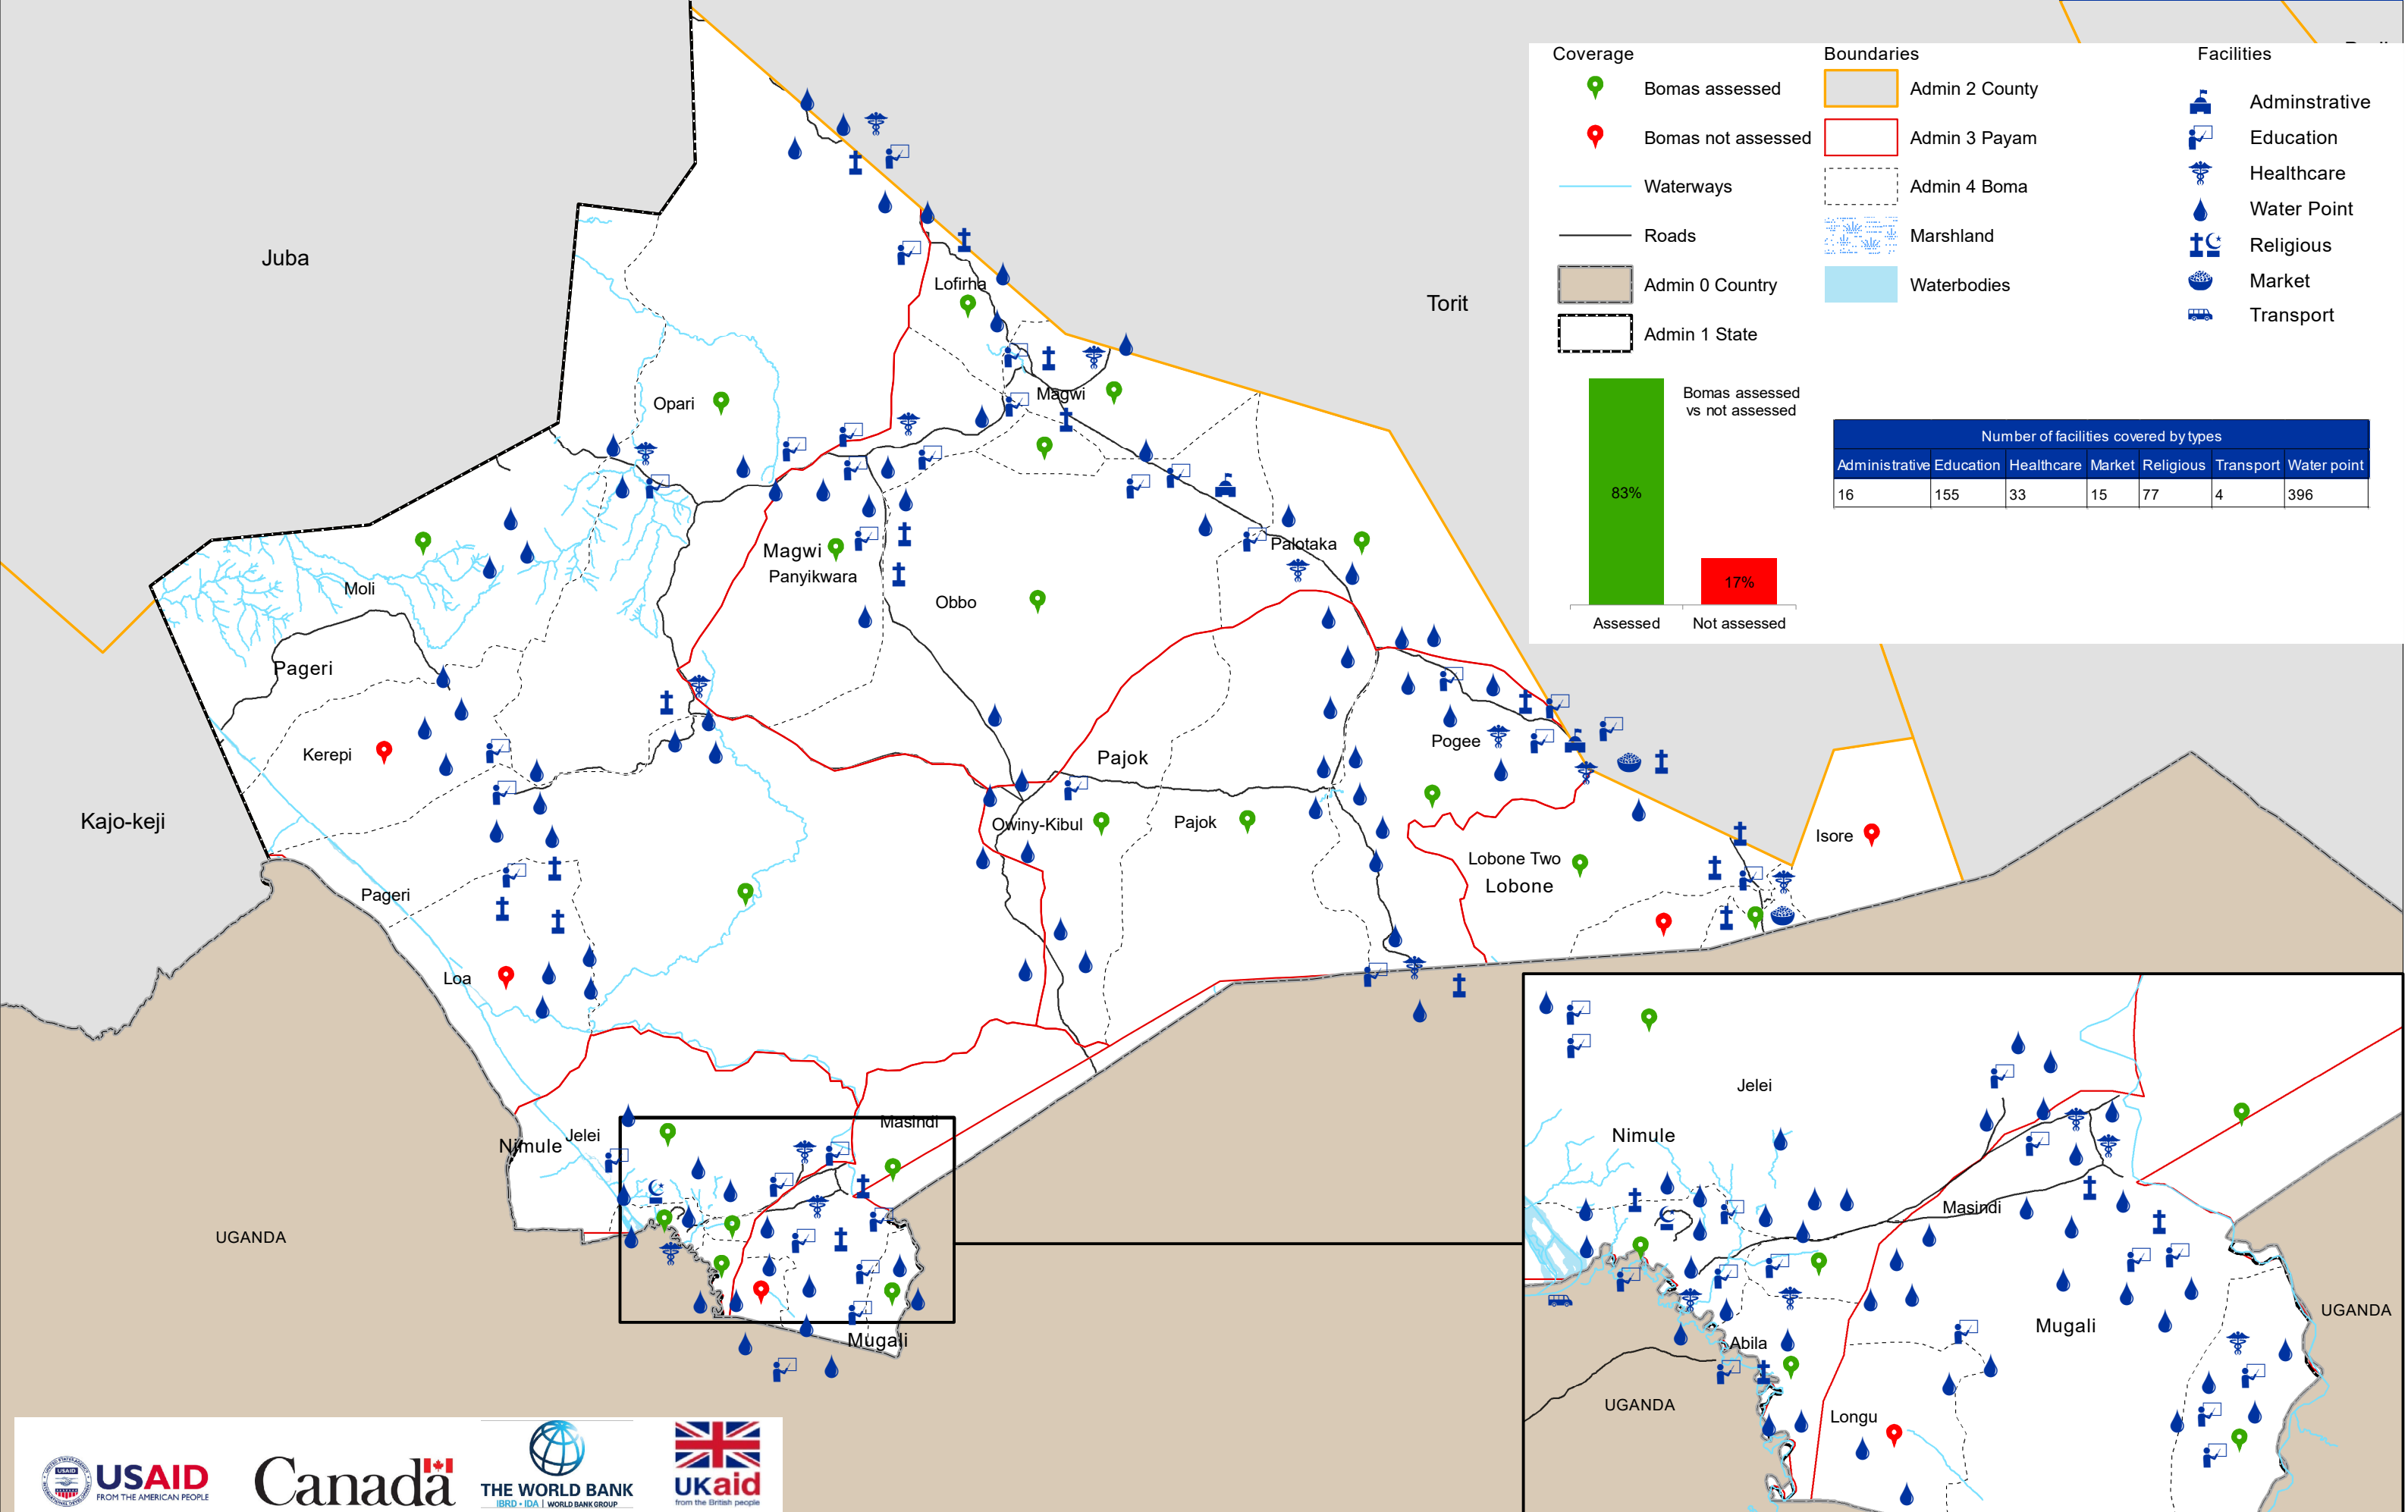 Juba
Torit
Kajo-keji
Lofirha
Opari
Magwi
Magwi
Panyikwara
Obbo
Palotaka
Moli
Pageri
Kerepi
Pageri
Loa
Pajok
Owiny-Kibul
Pajok
Pogee
Lobone Two
Lobone
Isore
Nimule
Jelei
Masindi
Mugali
UGANDA
Coverage
Bomas assessed
Bomas not assessed
Waterways
Roads
Admin 0 Country
Admin 1 State
Boundaries
Admin 2 County
Admin 3 Payam
Admin 4 Boma
Marshland
Waterbodies
Facilities
Adminstrative
Education
Healthcare
Water Point
Religious
Market
Transport
Bomas assessed
vs not assessed
83%
17%
Assessed
Not assessed
Number of facilities covered by types
Administrative Education Healthcare Market Religious Transport Water point
16 155 33 15 77 4 396
Jelei
Nimule
Masindi
Mugali
UGANDA
Abila
UGANDA
Longu
USAID
FROM THE AMERICAN PEOPLE
Canada
THE WORLD BANK
IBRD • IDA | WORLD BANK GROUP
UKaid
from the British people